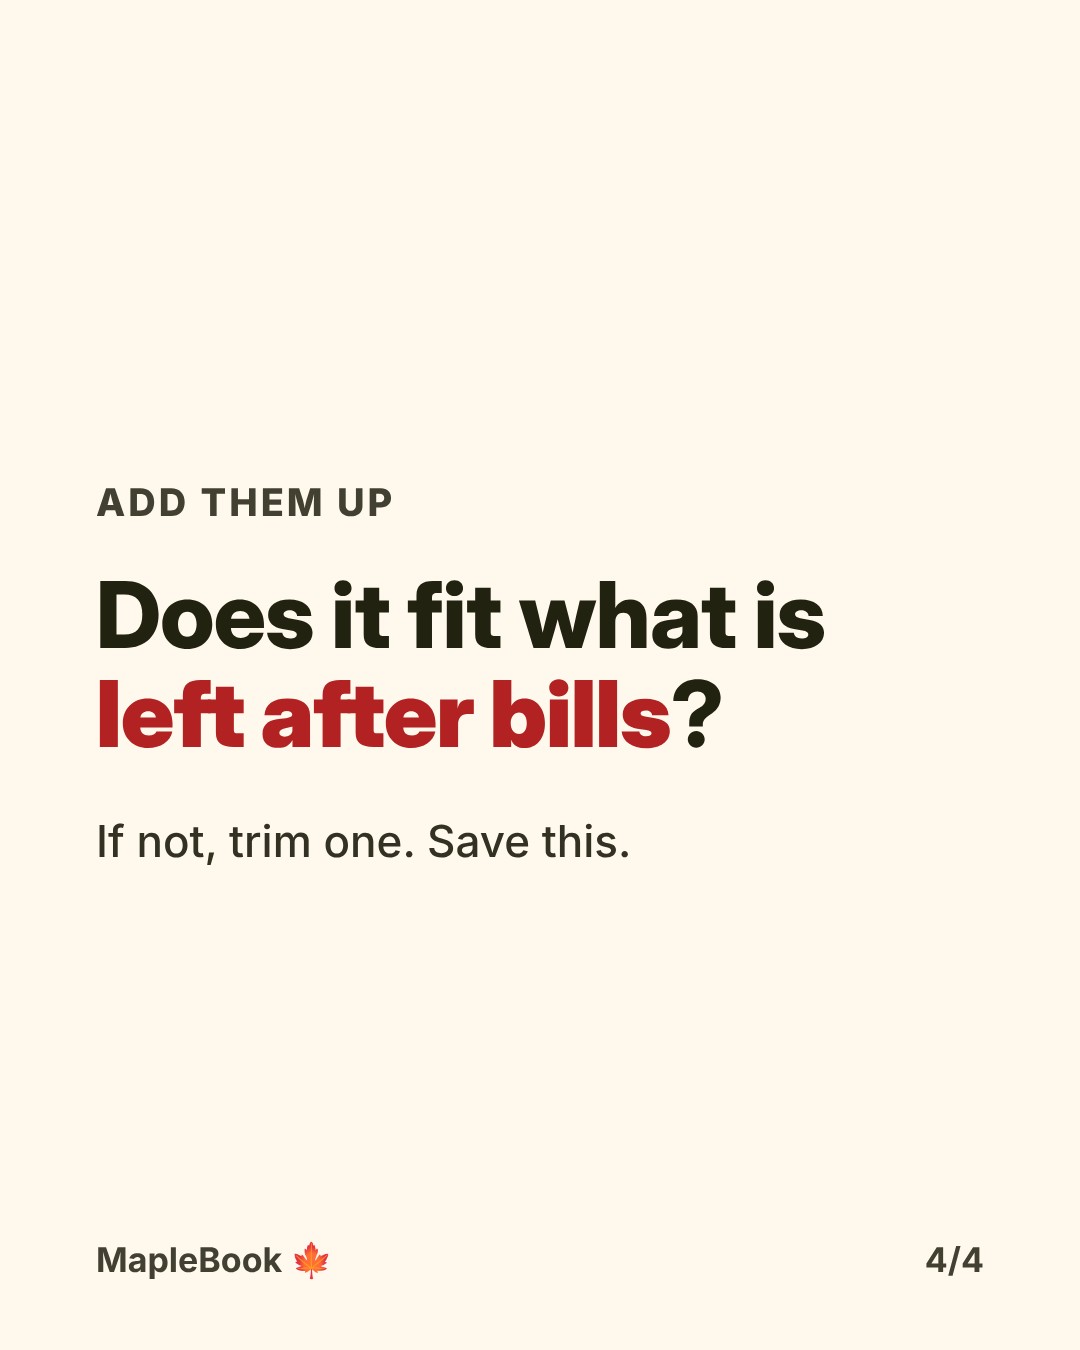 ADD THEM UP
Does it fit what is
left after bills?
If not, trim one. Save this.
MapleBook 🍁
4/4